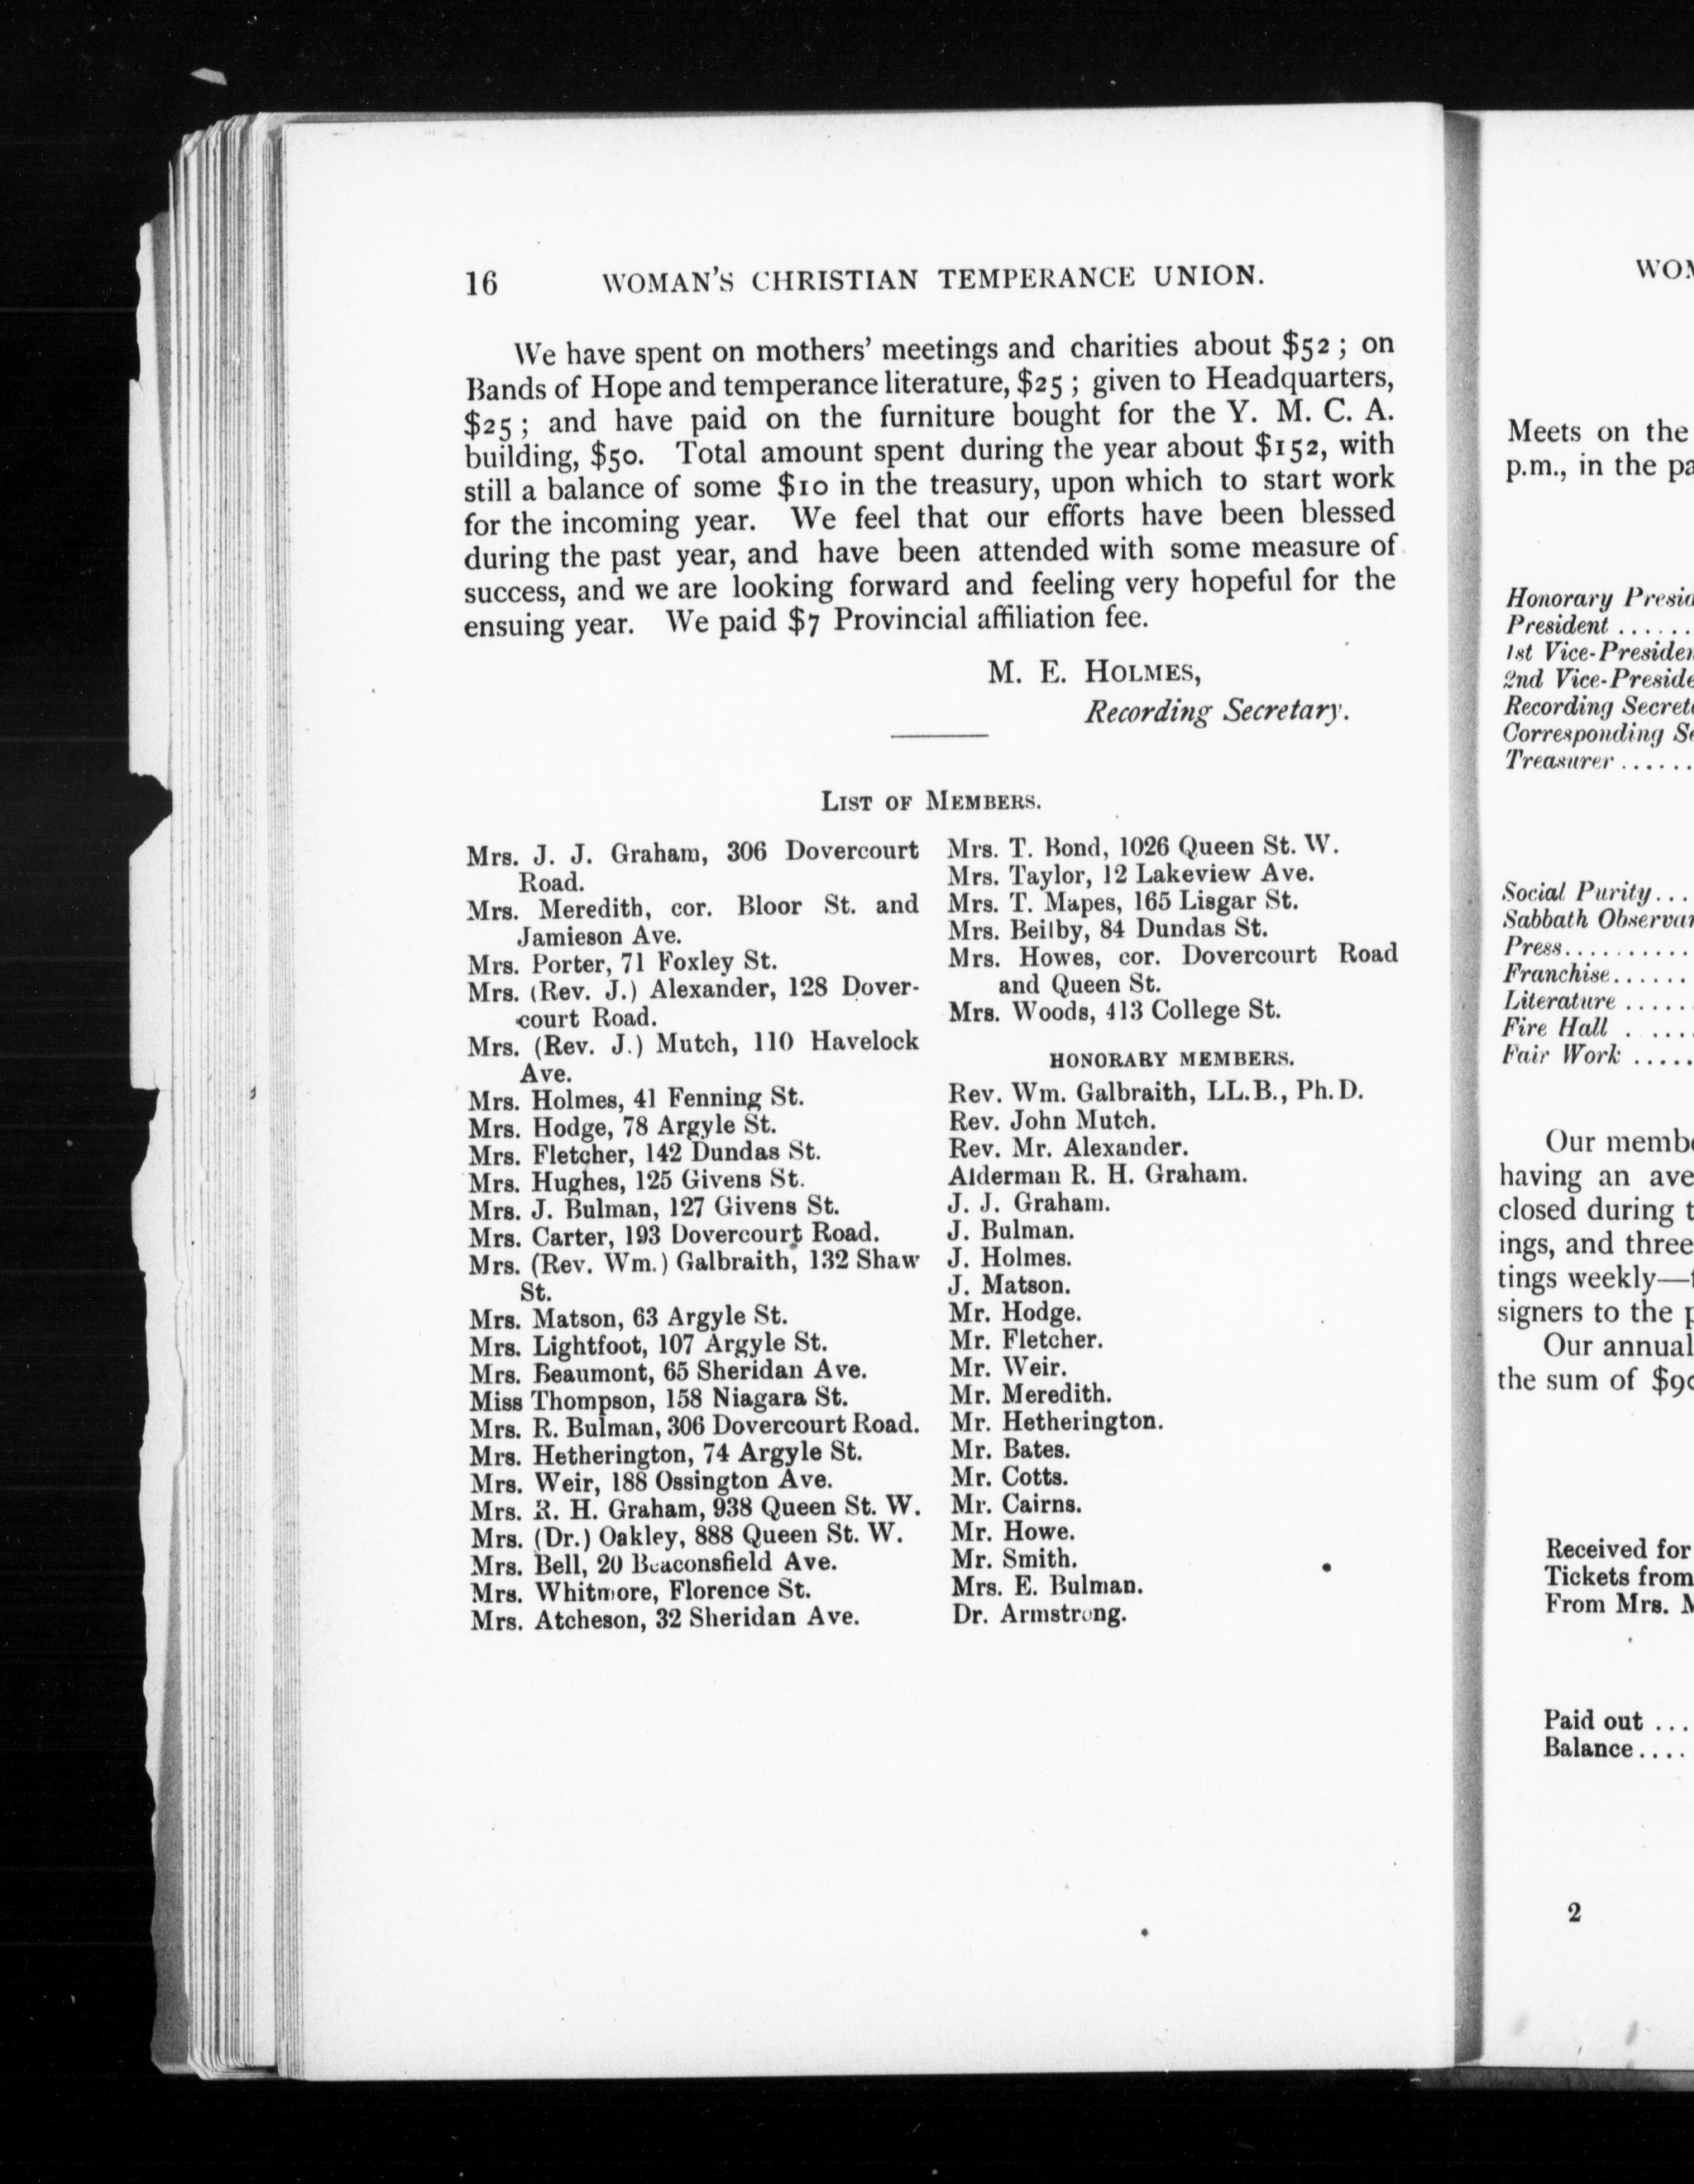 16 WOMAN'S CHRISTIAN TEMPERANCE UNION.
We have spent on mothers' meetings and charities about $52 ; on
Bands of Hope and temperance literature, $25 ; given to Headquarters,
$25 ; and have paid on the furniture bought for the Y. M. C. A.
building, $50. Total amount spent during the year about $152, with
still a balance of some $10 in the treasury, upon which to start work
for the incoming year. We feel that our efforts have been blessed
during the past year, and have been attended with some measure of
success, and we are looking forward and feeling very hopeful for the
ensuing year. We paid $7 Provincial affiliation fee.
M. E. HOLMES,
Recording Secretary.
LIST OF MEMBERS.
Mrs. J. J. Graham, 306 Dovercourt
Road.
Mrs. Meredith, cor. Bloor St. and
Jamieson Ave.
Mrs. Porter, 71 Foxley St.
Mrs. (Rev. J.) Alexander, 128 Dover-
court Road.
Mrs. (Rev. J.) Mutch, 110 Havelock
Ave.
Mrs. Holmes, 41 Fenning St.
Mrs. Hodge, 78 Argyle St.
Mrs. Fletcher, 142 Dundas St.
Mrs. Hughes, 125 Givens St.
Mrs. J. Bulman, 127 Givens St.
Mrs. Carter, 193 Dovercourt Road.
Mrs. (Rev. Wm.) Galbraith, 132 Shaw
St.
Mrs. Matson, 63 Argyle St.
Mrs. Lightfoot, 107 Argyle St.
Mrs. Beaumont, 65 Sheridan Ave.
Miss Thompson, 158 Niagara St.
Mrs. R. Bulman, 306 Dovercourt Road.
Mrs. Hetherington, 74 Argyle St.
Mrs. Weir, 188 Ossington Ave.
Mrs. R. H. Graham, 938 Queen St. W.
Mrs. (Dr.) Oakley, 888 Queen St. W.
Mrs. Bell, 20 Beaconsfield Ave.
Mrs. Whitmore, Florence St.
Mrs. Atcheson, 32 Sheridan Ave.
Mrs. T. Bond, 1026 Queen St. W.
Mrs. Taylor, 12 Lakeview Ave.
Mrs. T. Mapes, 165 Lisgar St.
Mrs. Beilby, 84 Dundas St.
Mrs. Howes, cor. Dovercourt Road
and Queen St.
Mrs. Woods, 413 College St.
HONORARY MEMBERS.
Rev. Wm. Galbraith, LL.B., Ph.D.
Rev. John Mutch.
Rev. Mr. Alexander.
Alderman R. H. Graham.
J. J. Graham.
J. Bulman.
J. Holmes.
J. Matson.
Mr. Hodge.
Mr. Fletcher.
Mr. Weir.
Mr. Meredith.
Mr. Hetherington.
Mr. Bates.
Mr. Cotts.
Mr. Cairns.
Mr. Howe.
Mr. Smith.
Mrs. E. Bulman.
Dr. Armstrong.
Meets on the
p.m., in the
Honorary
President ......
1st
2nd
Recording
Corresponding
Treasurer ......
Social Purity...
Sabbath
Press..........
Franchise......
Literature .....
Fire Hall . ....
Fair Work .....
Our
having an
closed during
ings, and three
tings weekly—
signers to the
Our annual
the sum of
Received for
Tickets from
From Mrs.
Paid out ...
Balance....
2